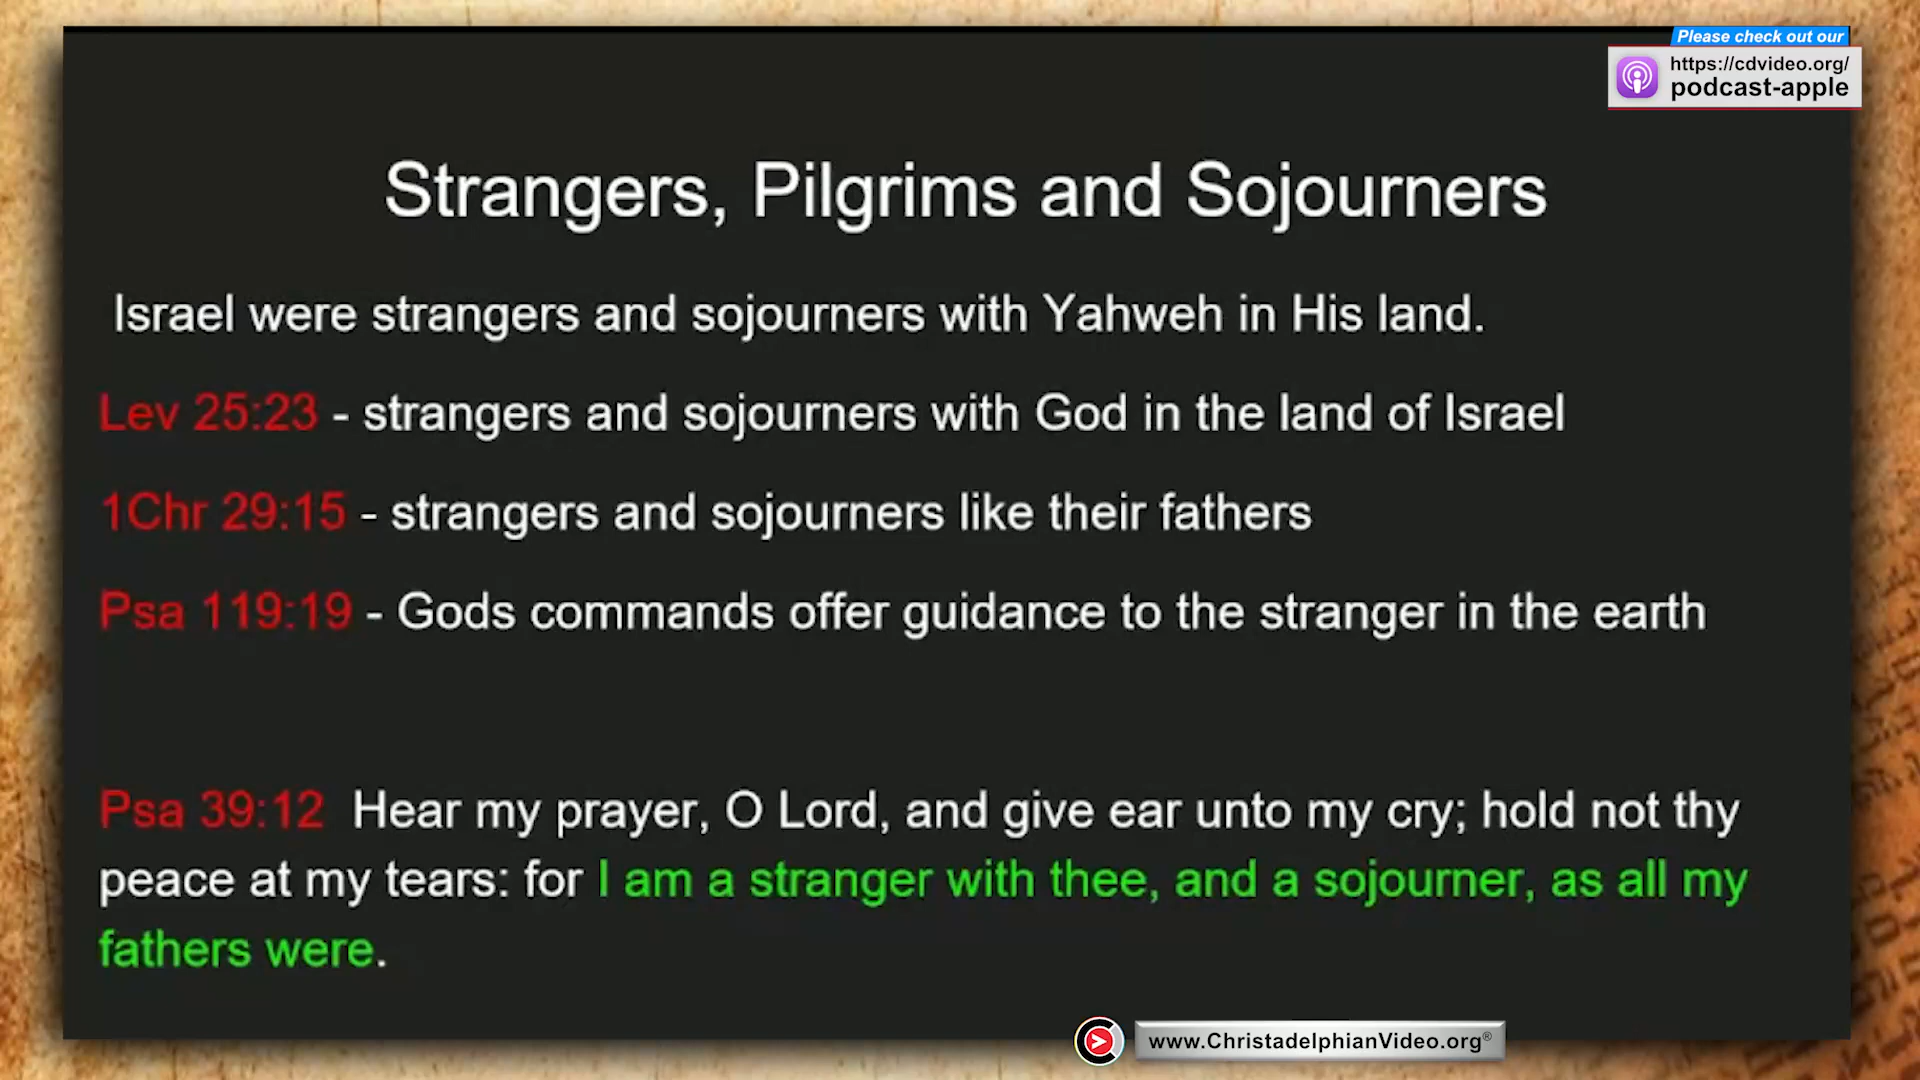 Please check out our
https://cdvideo.org/
podcast-apple
Strangers, Pilgrims and Sojourners
Israel were strangers and sojourners with Yahweh in His land.
Lev 25:23 - strangers and sojourners with God in the land of Israel
1Chr 29:15 - strangers and sojourners like their fathers
Psa 119:19 - Gods commands offer guidance to the stranger in the earth
Psa 39:12 Hear my prayer, O Lord, and give ear unto my cry; hold not thy
peace at my tears: for I am a stranger with thee, and a sojourner, as all my
fathers were.
www.ChristadelphianVideo.org®